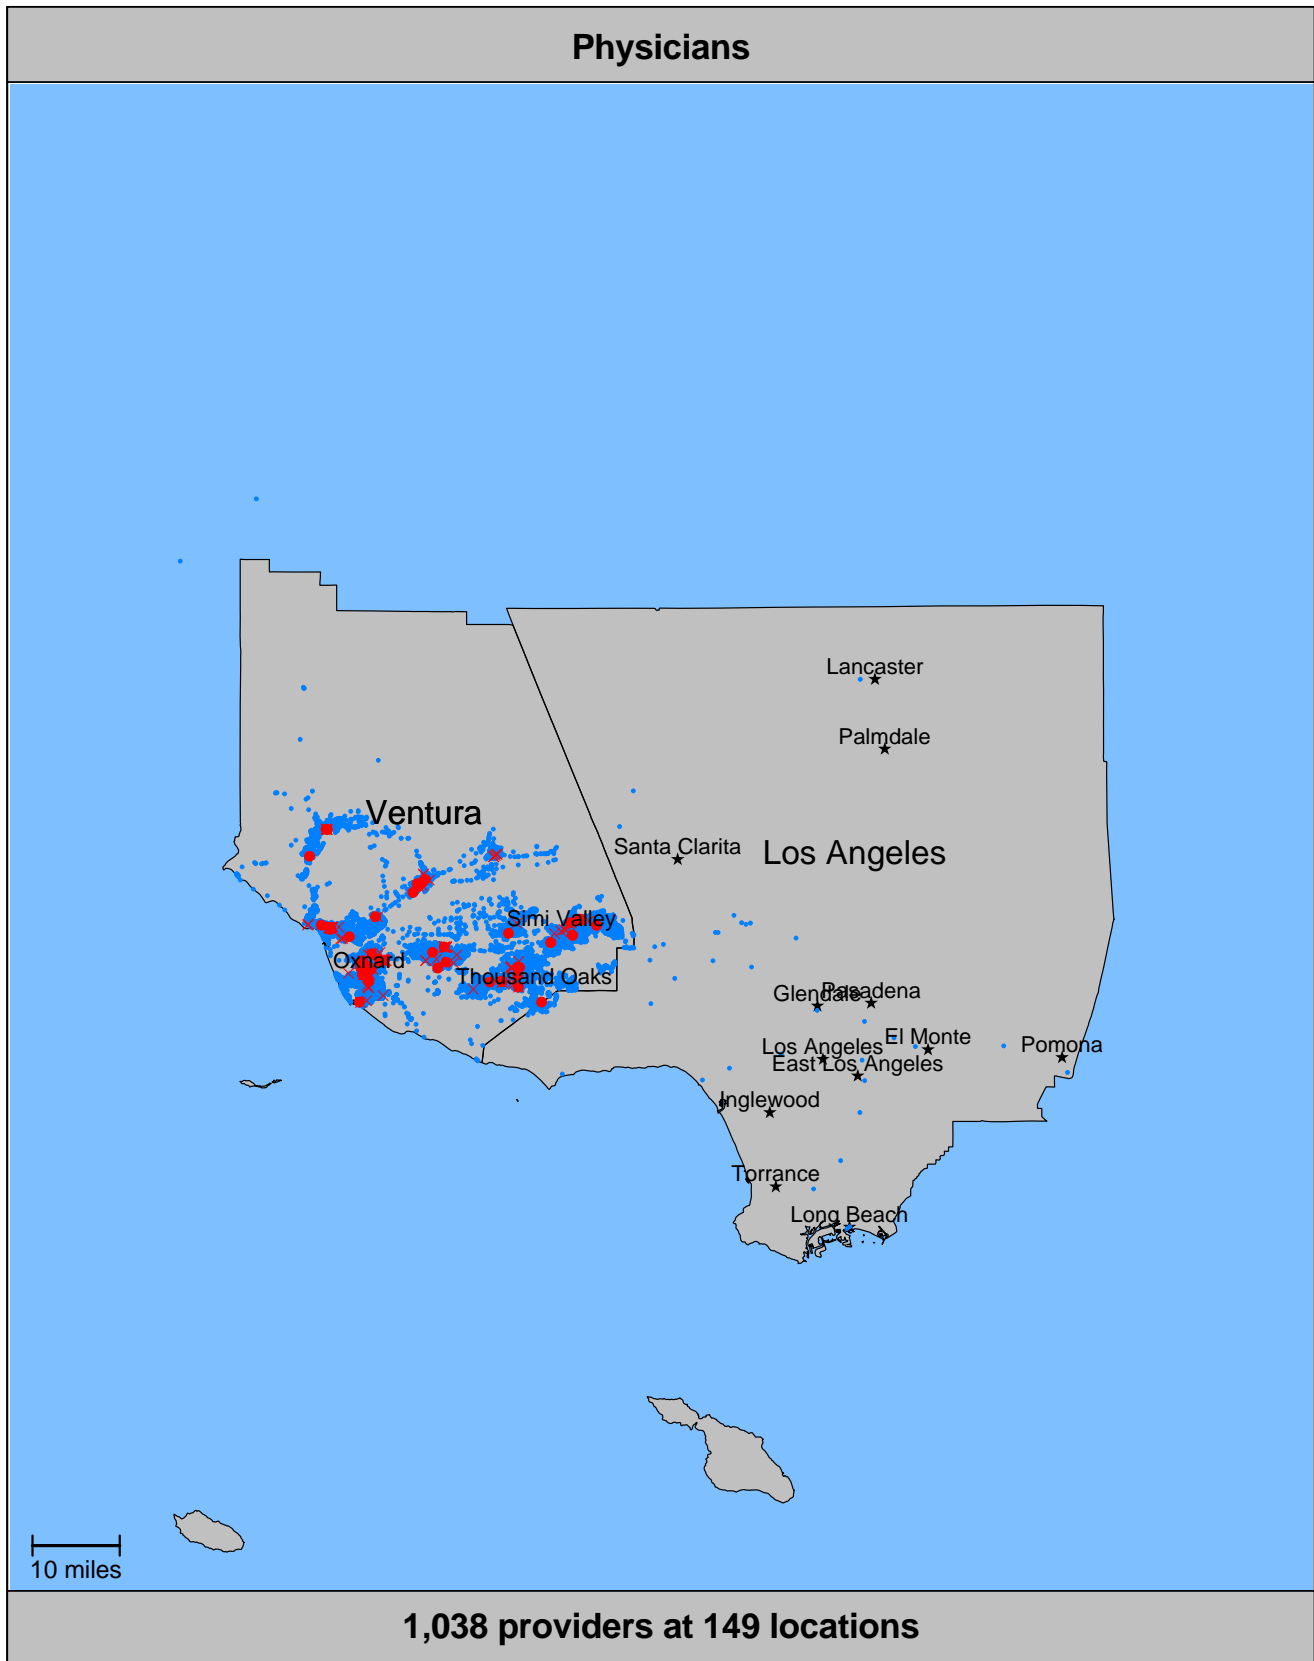 Physicians
Lancaster
Palmdale
Ventura
Santa Clarita
Los Angeles
Simi Valley
Oxnard
Thousand Oaks
Glendale
Pasadena
El Monte
Los Angeles
Pomona
East Los Angeles
Inglewood
Torrance
Long Beach
10 miles
1,038 providers at 149 locations